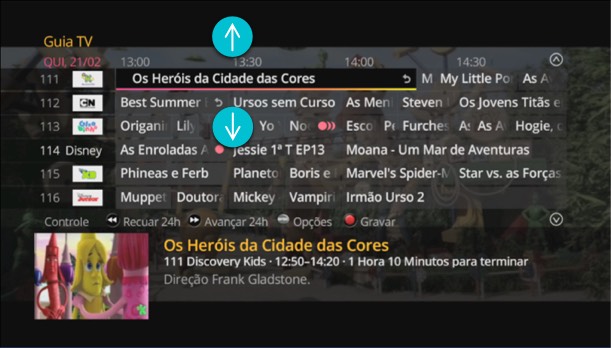 Guia TV
QUI, 21/02 13:00 13:30 14:00 14:30
111 Os Heróis da Cidade das Cores M My Little Po As A
112 CN Best Summer Ursos sem Curso As Men Steven Os Jovens Titãs e
113 Origanin Lily Yo No Esco Pe Furches As As A Hogie, c
114 Disney As Enroladas A Jessie 1ª T EP13 Moana - Um Mar de Aventuras
115 Phineas e Ferb Planeto Boris e Marvel's Spider-M Star vs. as Forças
116 Muppet Doutora Mickey Vampiri Irmão Urso 2
Controle Recuar 24h Avançar 24h Opções Gravar
Os Heróis da Cidade das Cores
111 Discovery Kids · 12:50–14:20 · 1 Hora 10 Minutos para terminar
Direção Frank Gladstone.